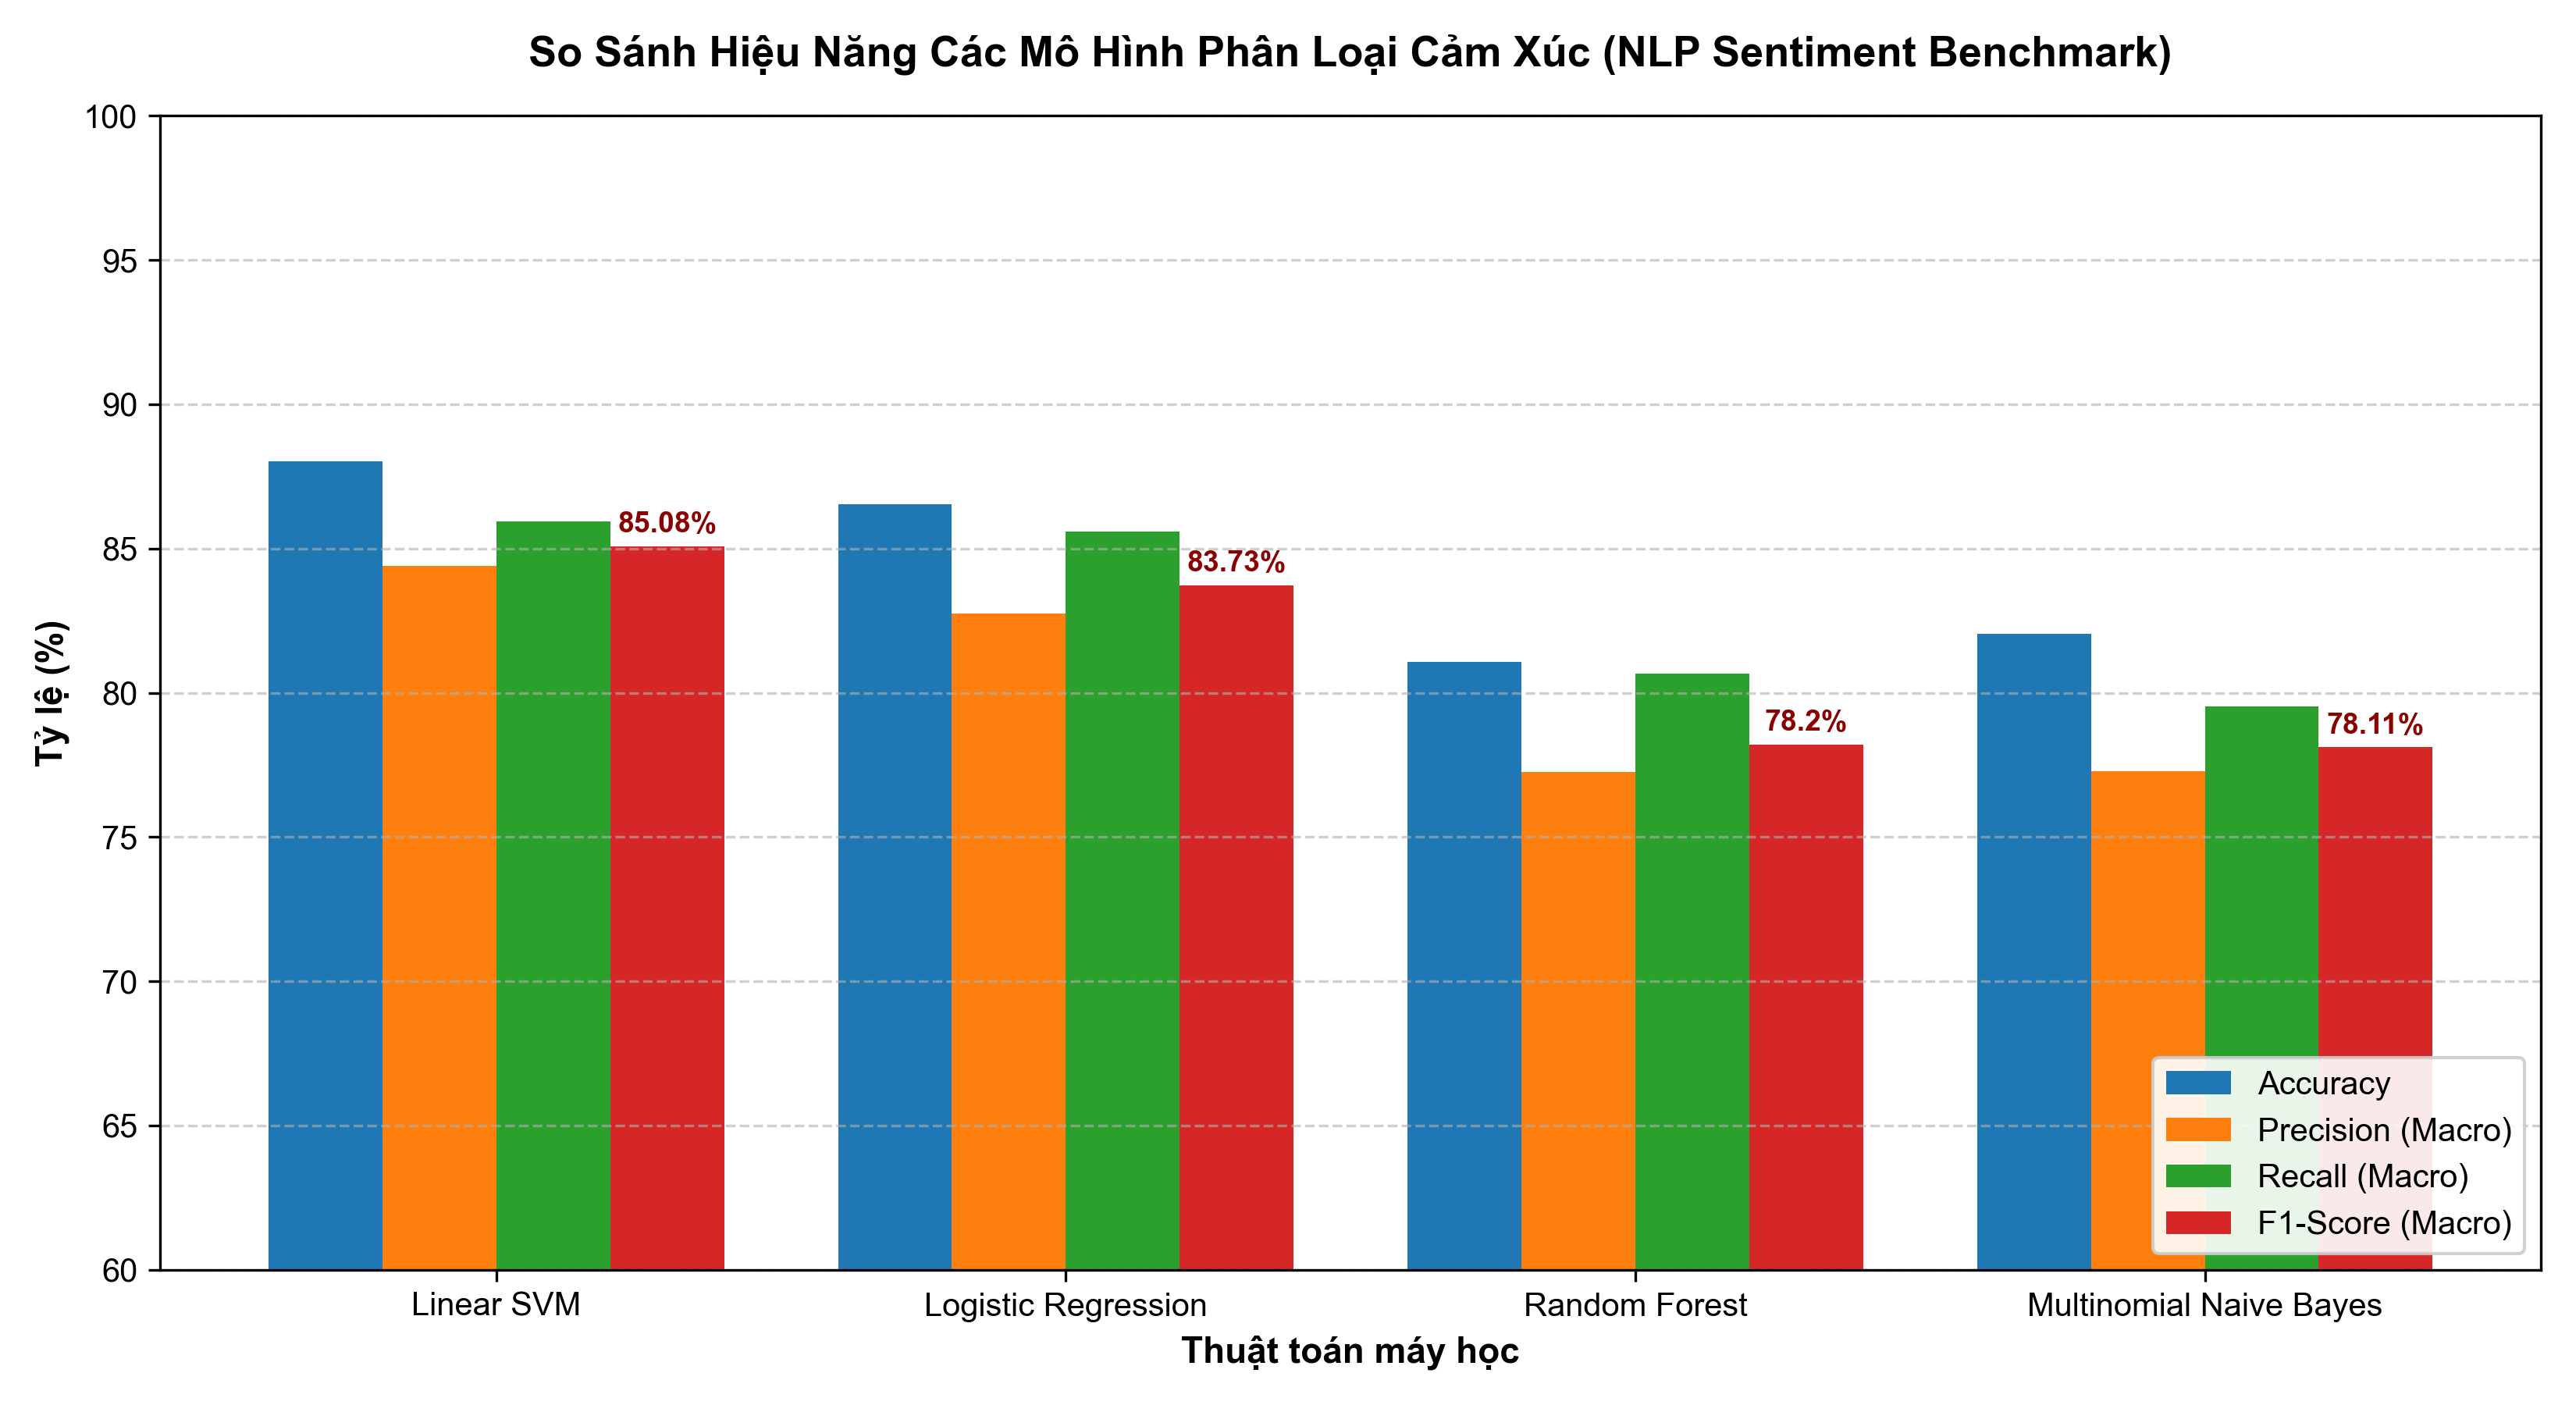 So Sánh Hiệu Năng Các Mô Hình Phân Loại Cảm Xúc (NLP Sentiment Benchmark)
Tỷ lệ (%)
100
95
90
85
80
75
70
65
60
85.08%
83.73%
78.2%
78.11%
Accuracy
Precision (Macro)
Recall (Macro)
F1-Score (Macro)
Linear SVM
Logistic Regression
Random Forest
Multinomial Naive Bayes
Thuật toán máy học